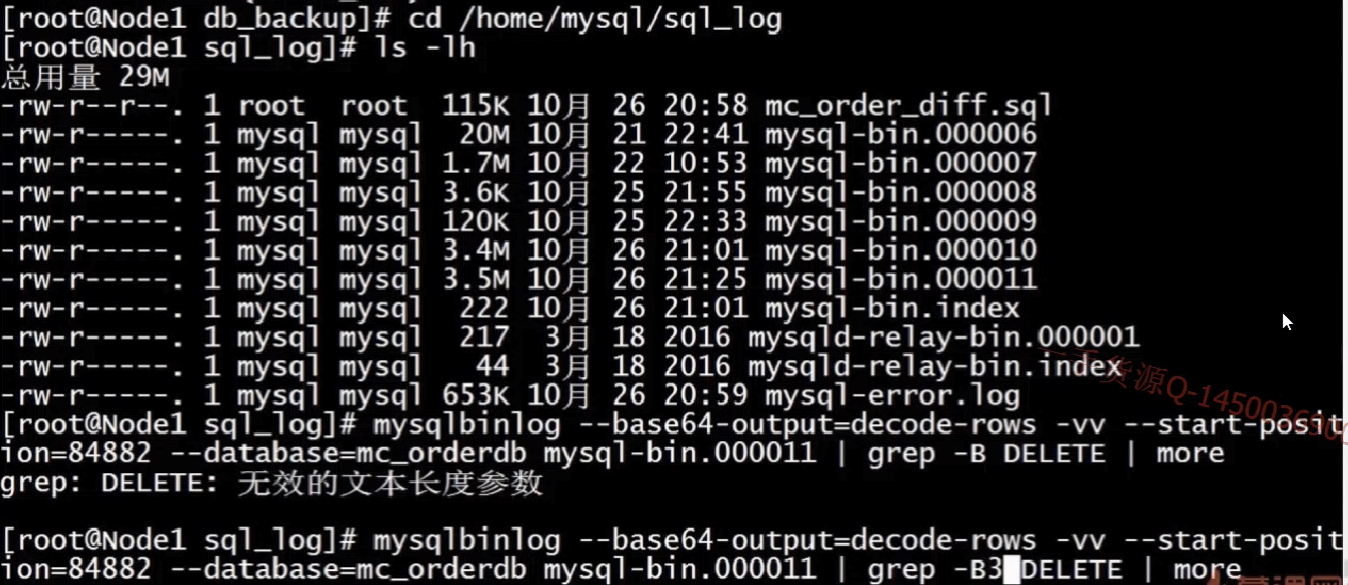 [root@Node1 db_backup]# cd /home/mysql/sql_log
[root@Node1 sql_log]# ls -lh
总用量 29M
-rw-r--r--. 1 root  root  115K 10月 26 20:58 mc_order_diff.sql
-rw-r-----. 1 mysql mysql  20M 10月 21 22:41 mysql-bin.000006
-rw-r-----. 1 mysql mysql 1.7M 10月 22 10:53 mysql-bin.000007
-rw-r-----. 1 mysql mysql 3.6K 10月 25 21:55 mysql-bin.000008
-rw-r-----. 1 mysql mysql 120K 10月 25 22:33 mysql-bin.000009
-rw-r-----. 1 mysql mysql 3.4M 10月 26 21:01 mysql-bin.000010
-rw-r-----. 1 mysql mysql 3.5M 10月 26 21:25 mysql-bin.000011
-rw-r-----. 1 mysql mysql  222 10月 26 21:01 mysql-bin.index
-rw-r-----. 1 mysql mysql  217  3月 18 2016 mysqld-relay-bin.000001
-rw-r-----. 1 mysql mysql   44  3月 18 2016 mysqld-relay-bin.index
-rw-r-----. 1 mysql mysql 653K 10月 26 20:59 mysql-error.log
[root@Node1 sql_log]# mysqlbinlog --base64-output=decode-rows -vv --start-posit
ion=84882 --database=mc_orderdb mysql-bin.000011 | grep -B DELETE | more
grep: DELETE: 无效的文本长度参数
[root@Node1 sql_log]# mysqlbinlog --base64-output=decode-rows -vv --start-posit
ion=84882 --database=mc_orderdb mysql-bin.000011 | grep -B3 DELETE | more